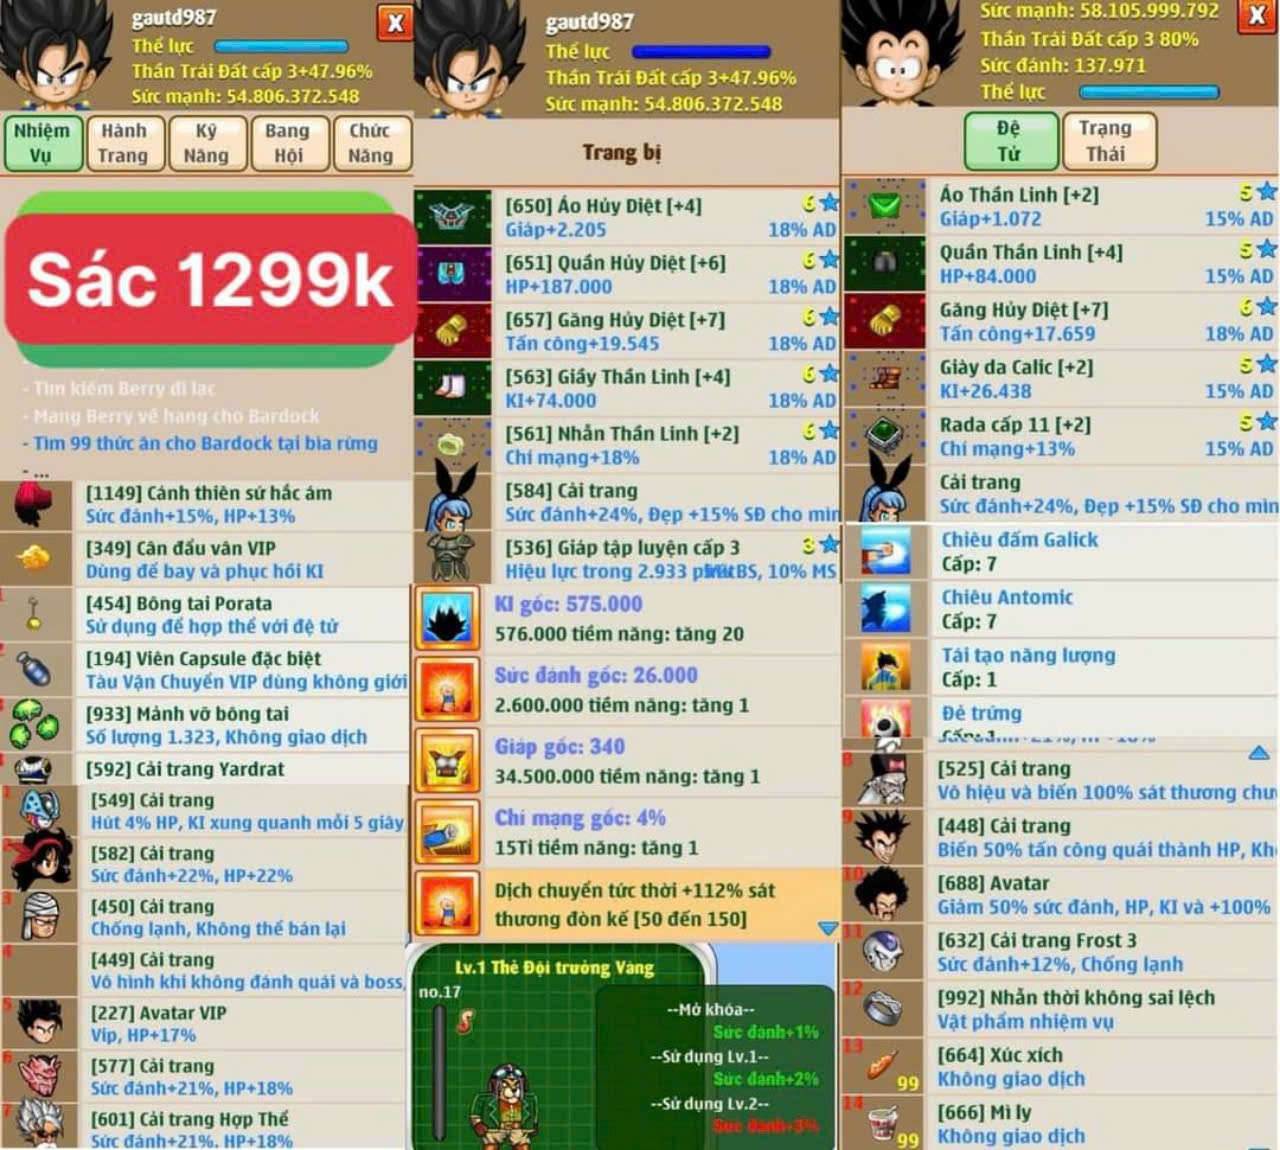 gautd987
Thể lực
Thần Trái Đất cấp 3+47.96%
Sức mạnh: 54.806.372.548
X
Nhiệm Vụ
Hành Trang
Kỹ Năng
Bang Hội
Chức Năng
Sác 1299k
- Tìm kiếm Berry đi lạc
- Mang Berry về hang cho Bardock
- Tìm 99 thức ăn cho Bardock tại bìa rừng
- ...
[1149] Cánh thiên sứ hắc ám
Sức đánh+15%, HP+13%
[349] Cân đẩu vân VIP
Dùng để bay và phục hồi KI
[454] Bông tai Porata
Sử dụng để hợp thể với đệ tử
[194] Viên Capsule đặc biệt
Tàu Vận Chuyển VIP dùng không giới
[933] Mảnh vỡ bông tai
Số lượng 1.323, Không giao dịch
[592] Cải trang Yardrat
1
[549] Cải trang
Hút 4% HP, KI xung quanh mỗi 5 giây,
2
[582] Cải trang
Sức đánh+22%, HP+22%
3
[450] Cải trang
Chống lạnh, Không thể bán lại
4
[449] Cải trang
Vô hình khi không đánh quái và boss,
5
[227] Avatar VIP
Vip, HP+17%
6
[577] Cải trang
Sức đánh+21%, HP+18%
7
[601] Cải trang Hợp Thể
Sức đánh+21%, HP+18%
gautd987
Thể lực
Thần Trái Đất cấp 3+47.96%
Sức mạnh: 54.806.372.548
Trang bị
[650] Áo Hủy Diệt [+4] 6
Giáp+2.205 18% AD
[651] Quần Hủy Diệt [+6] 6
HP+187.000 18% AD
[657] Găng Hủy Diệt [+7] 6
Tấn công+19.545 18% AD
[563] Giầy Thần Linh [+4] 6
KI+74.000 18% AD
[561] Nhẫn Thần Linh [+2] 6
Chí mạng+18% 18% AD
[584] Cải trang
Sức đánh+24%, Đẹp +15% SĐ cho mìn
[536] Giáp tập luyện cấp 3 3
Hiệu lực trong 2.933 BS, 10% MS
KI gốc: 575.000
576.000 tiềm năng: tăng 20
Sức đánh gốc: 26.000
2.600.000 tiềm năng: tăng 1
Giáp gốc: 340
34.500.000 tiềm năng: tăng 1
Chí mạng gốc: 4%
15Tỉ tiềm năng: tăng 1
Dịch chuyển tức thời +112% sát
thương đòn kế [50 đến 150]
Lv.1 Thẻ Đội trưởng Vàng
no.17
S
--Mở khóa--
Sức đánh+1%
--Sử dụng Lv.1--
Sức đánh+2%
--Sử dụng Lv.2--
Sức đánh+3%
Sức mạnh: 58.105.999.792
Thần Trái Đất cấp 3 80%
Sức đánh: 137.971
Thể lực
X
Đệ Tử
Trạng Thái
Áo Thần Linh [+2] 5
Giáp+1.072 15% AD
Quần Thần Linh [+4] 5
HP+84.000 15% AD
Găng Hủy Diệt [+7] 6
Tấn công+17.659 18% AD
Giày da Calic [+2] 5
KI+26.438 15% AD
Rada cấp 11 [+2] 5
Chí mạng+13% 15% AD
Cải trang
Sức đánh+24%, Đẹp +15% SĐ cho mìn
Chiêu đấm Galick
Cấp: 7
Chiêu Antomic
Cấp: 7
Tái tạo năng lượng
Cấp: 1
Đẻ trứng
Cấp: 1
8
[525] Cải trang
Vô hiệu và biến 100% sát thương chư
9
[448] Cải trang
Biến 50% tấn công quái thành HP, Kh
10
[688] Avatar
Giảm 50% sức đánh, HP, KI và +100%
11
[632] Cải trang Frost 3
Sức đánh+12%, Chống lạnh
12
[992] Nhẫn thời không sai lệch
Vật phẩm nhiệm vụ
13
[664] Xúc xích
99
Không giao dịch
14
[666] Mì ly
99
Không giao dịch